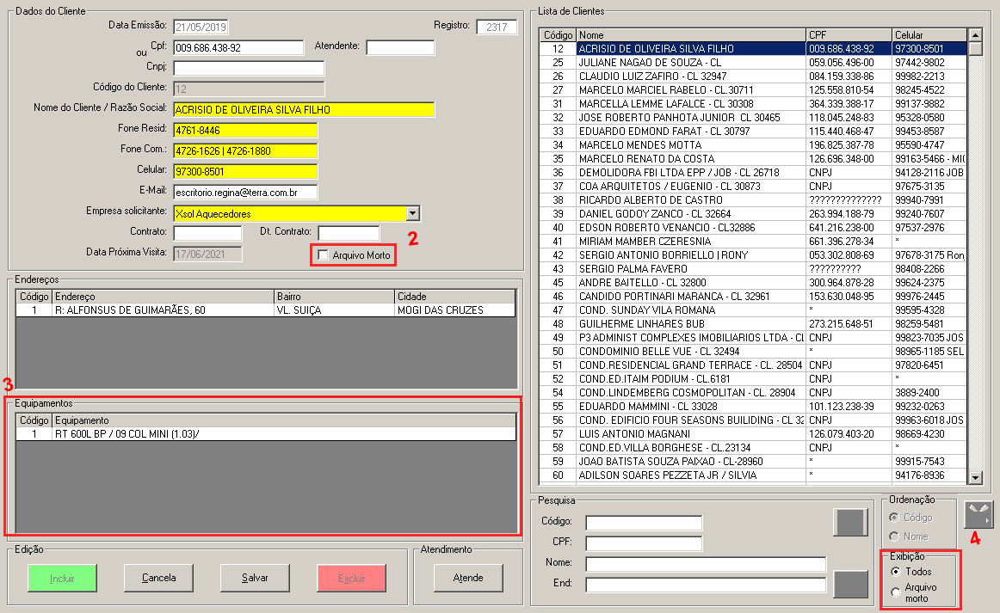 Dados do Cliente
Data Emissão: 21/05/2019 Registro: 2317
Cpf: 009.686.438-92 Atendente:
ou
Cnpj:
Código do Cliente: 12
Nome do Cliente / Razão Social: ACRISIO DE OLIVEIRA SILVA FILHO
Fone Resid: 4761-8446
Fone Com.: 4726-1626 | 4726-1880
Celular: 97300-8501
E-Mail: escritorio.regina@terra.com.br
Empresa solicitante: Xsol Aquecedores
Contrato: Dt. Contrato:
2
Data Próxima Visita: 17/06/2021 Arquivo Morto
Endereços
Código Endereço Bairro Cidade
1 R: ALFONSUS DE GUIMARÃES, 60 VL. SUIÇA MOGI DAS CRUZES
3
Equipamentos
Código Equipamento
1 RT 600L BP / 09 COL MINI (1.03)/
Edição
Incluir Cancela Salvar Excluir
Atendimento
Atende
Lista de Clientes
Código Nome CPF Celular
12 ACRISIO DE OLIVEIRA SILVA FILHO 009.686.438-92 97300-8501
25 JULIANE NAGAO DE SOUZA - CL 059.056.496-00 97442-9802
26 CLAUDIO LUIZ ZAFIRO - CL 32947 084.159.338-86 99982-2213
27 MARCELO MARCIEL RABELO - CL.30711 125.558.810-54 98245-4522
31 MARCELLA LEMME LAFALCE - CL 30308 364.339.388-17 99137-9882
32 JOSE ROBERTO PANHOTA JUNIOR CL 30465 118.045.248-83 95328-0580
33 EDUARDO EDMOND FARAT - CL 30797 115.440.468-47 99453-8587
34 MARCELO MENDES MOTTA 196.825.387-78 95590-4747
35 MARCELO RENATO DA COSTA 126.696.348-00 99163-5466 - MI
36 DEMOLIDORA FBI LTDA EPP / JOB - CL 26718 CNPJ 94128-2116 JOB
37 COA ARQUITETOS / EUGENIO - CL 30873 CNPJ 97675-3135
38 RICARDO ALBERTO DE CASTRO ?????????????? 99940-7991
39 DANIEL GODOY ZANCO - CL 32664 263.994.188-79 99240-7607
40 EDSON ROBERTO VENANCIO - CL32886 641.216.238-00 97537-2976
41 MIRIAM MAMBER CZERESNIA 661.396.278-34 *
42 SERGIO ANTONIO BORRIELLO | RONY 053.302.808-69 97678-3175 Ron
43 SERGIO PALMA FAVERO ?????????? 98408-2266
45 ANDRE BAITELLO - CL 32800 300.964.878-28 99624-2375
46 CANDIDO PORTINARI MARANCA - CL 32961 153.630.048-95 99976-2445
47 COND. SUNDAY VILA ROMANA * 99595-4328
48 GUILHERME LINHARES BUB 273.215.648-51 98259-5481
49 P3 ADMINIST COMPLEXES IMOBILIARIOS LTDA - CL CNPJ 99823-7035 JOS
50 CONDOMINIO BELLE VUE - CL 32494 * 98965-1185 SEL
51 COND.RESIDENCIAL GRAND TERRACE - CL. 28504 CNPJ 97820-6451
52 COND.ED.ITAIM PODIUM - CL.6181 CNPJ *
54 COND.LINDEMBERG COSMOPOLITAN - CL. 28904 CNPJ 3889-2400
55 EDUARDO MAMMINI - CL 33028 101.123.238-39 99232-0263
56 COND. EDIFICIO FOUR SEASONS BUILIDING - CL 32 CNPJ 99963-6018 JOS
57 LUIS ANTONIO MAGNANI 126.079.403-20 98669-4230
58 COND.ED.VILLA BORGHESE - CL.23134 CNPJ *
59 JOAO BATISTA SOUZA PAIXAO - CL-28960 * 99915-7543
60 ADILSON SOARES PEZZETA JR / SILVIA * 94176-8936
Pesquisa
Código:
CPF:
Nome:
End:
Ordenação
Código
Nome
4
Exibição
Todos
Arquivo
morto